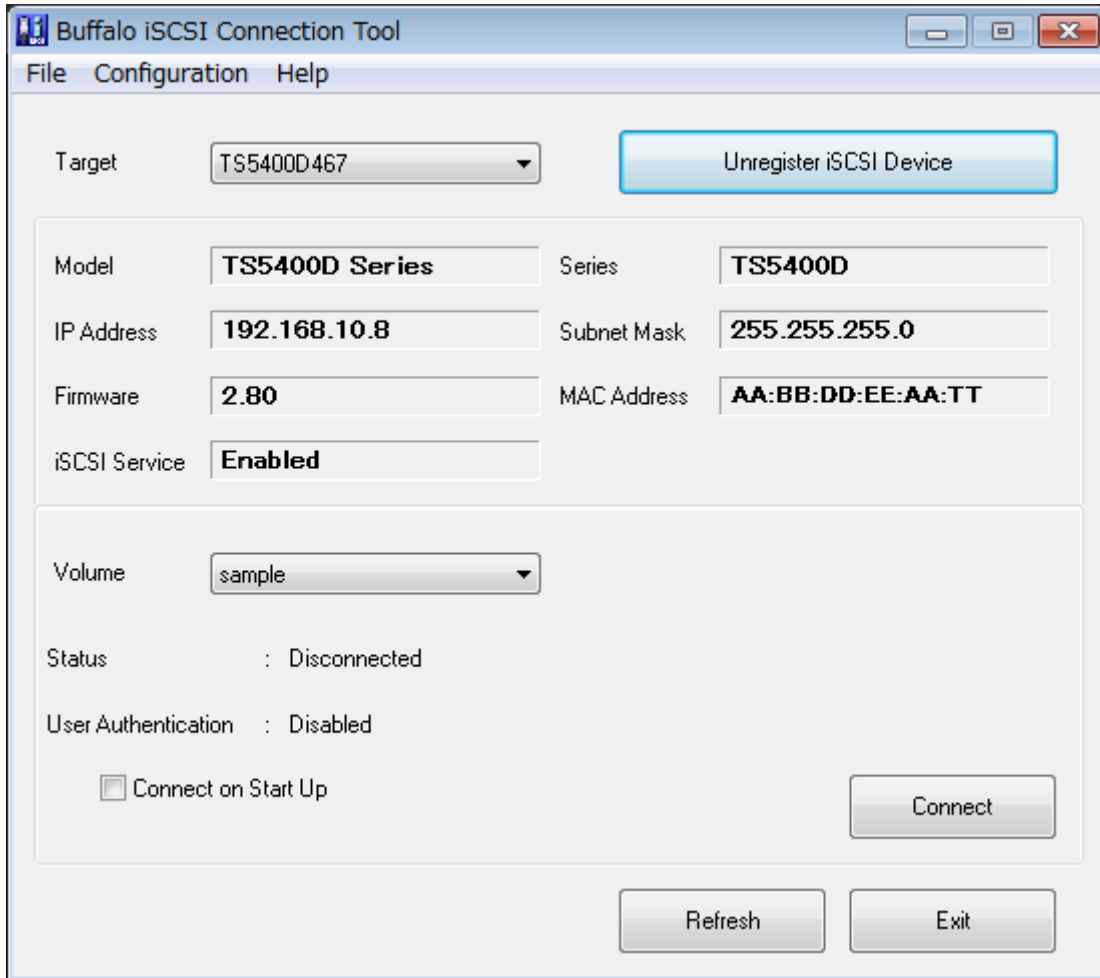 Buffalo iSCSI Connection Tool
File Configuration Help
Target TS5400D467 Unregister iSCSI Device
Model TS5400D Series Series TS5400D
IP Address 192.168.10.8 Subnet Mask 255.255.255.0
Firmware 2.80 MAC Address AA:BB:DD:EE:AA:TT
iSCSI Service Enabled
Volume sample
Status : Disconnected
User Authentication : Disabled
Connect on Start Up
Connect
Refresh Exit